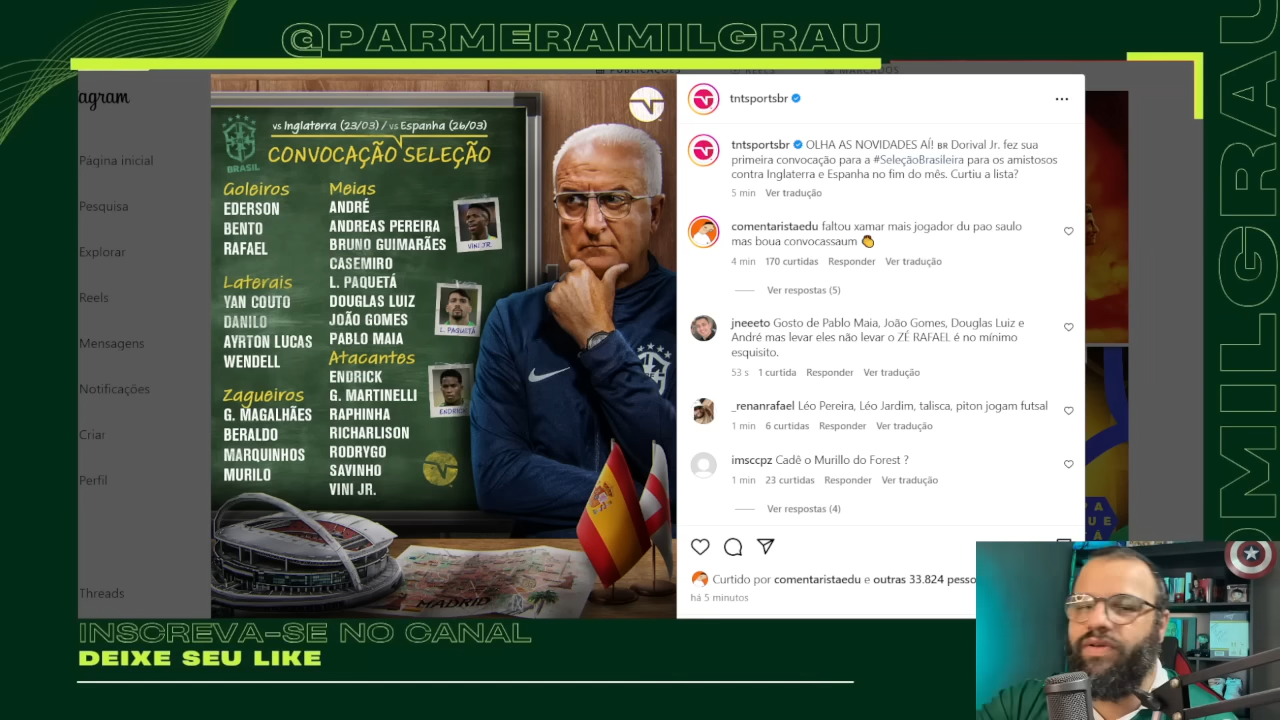 @PARMERAMILGRAU
PUBLICAÇÕES REELS MARCADOS
agram
Página inicial
Pesquisa
Explorar
Reels
Mensagens
Notificações
Criar
Perfil
Threads
vs Inglaterra (23/03) / vs Espanha (26/03)
CONVOCAÇÃO SELEÇÃO
BRASIL
Goleiros
EDERSON
BENTO
RAFAEL
Laterais
YAN COUTO
DANILO
AYRTON LUCAS
WENDELL
Zagueiros
G. MAGALHÃES
BERALDO
MARQUINHOS
MURILO
Meias
ANDRÉ
ANDREAS PEREIRA
BRUNO GUIMARÃES
CASEMIRO
L. PAQUETÁ
DOUGLAS LUIZ
JOÃO GOMES
PABLO MAIA
Atacantes
ENDRICK
G. MARTINELLI
RAPHINHA
RICHARLISON
RODRYGO
SAVINHO
VINI JR.
VINI JR.
L. PAQUETÁ
ENDRICK
MADRID
tntsportsbr
tntsportsbr OLHA AS NOVIDADES AÍ! BR Dorival Jr. fez sua
primeira convocação para a #SeleçãoBrasileira para os amistosos
contra Inglaterra e Espanha no fim do mês. Curtiu a lista?
5 min Ver tradução
comentaristaedu faltou xamar mais jogador du pao saulo
mas boua convocassaum 👏
4 min 170 curtidas Responder Ver tradução
Ver respostas (5)
jneeeto Gosto de Pablo Maia, João Gomes, Douglas Luiz e
André mas levar eles não levar o ZÉ RAFAEL é no mínimo
esquisito.
53 s 1 curtida Responder Ver tradução
_renanrafael Léo Pereira, Léo Jardim, talisca, piton jogam futsal
1 min 6 curtidas Responder Ver tradução
imsccpz Cadê o Murillo do Forest ?
1 min 23 curtidas Responder Ver tradução
Ver respostas (4)
Curtido por comentaristaedu e outras 33.824 pesso
há 5 minutos
INSCREVA-SE NO CANAL
DEIXE SEU LIKE
OMILGRAU